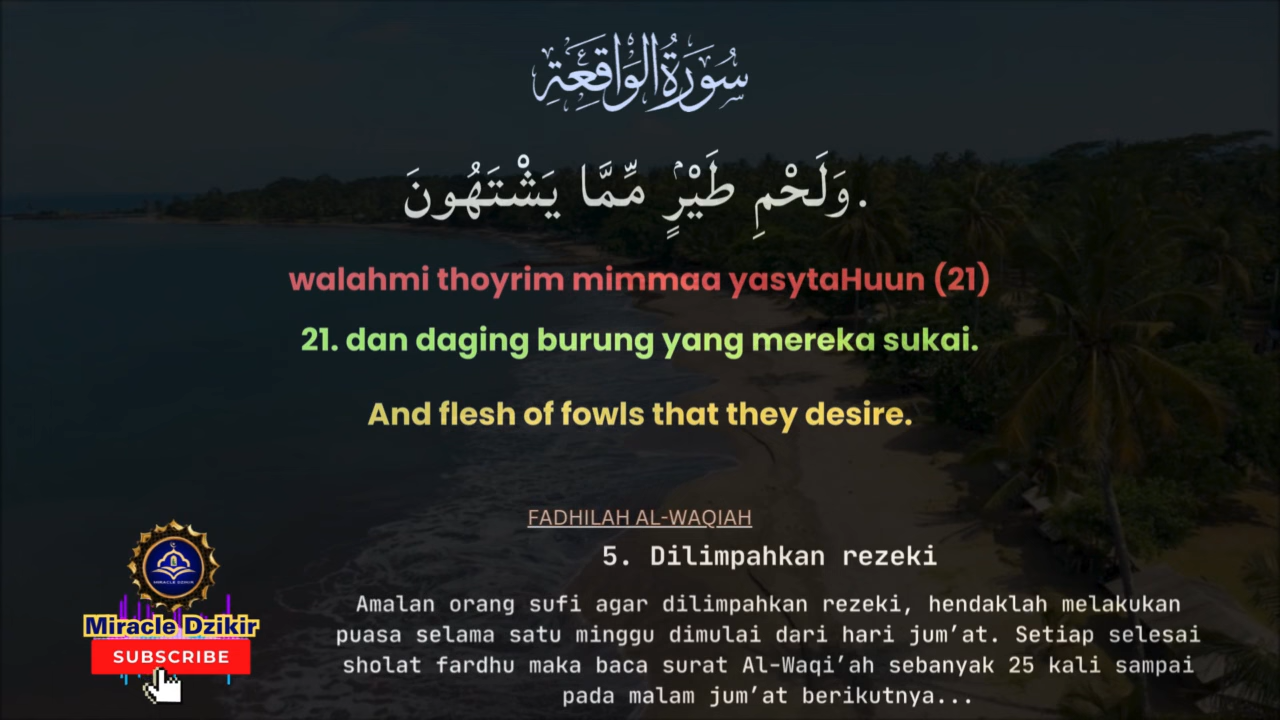 سُورَةُ الْوَاقِعَةِ
وَلَحْمِ طَيْرٍۢ مِّمَّا يَشْتَهُونَ.
walahmi thoyrim mimmaa yasytaHuun (21)
21. dan daging burung yang mereka sukai.
And flesh of fowls that they desire.
FADHILAH AL-WAQIAH
5. Dilimpahkan rezeki
Amalan orang sufi agar dilimpahkan rezeki, hendaklah melakukan
puasa selama satu minggu dimulai dari hari jum’at. Setiap selesai
sholat fardhu maka baca surat Al-Waqi’ah sebanyak 25 kali sampai
pada malam jum’at berikutnya...
MIRACLE DZIKIR
Miracle Dzikir
SUBSCRIBE